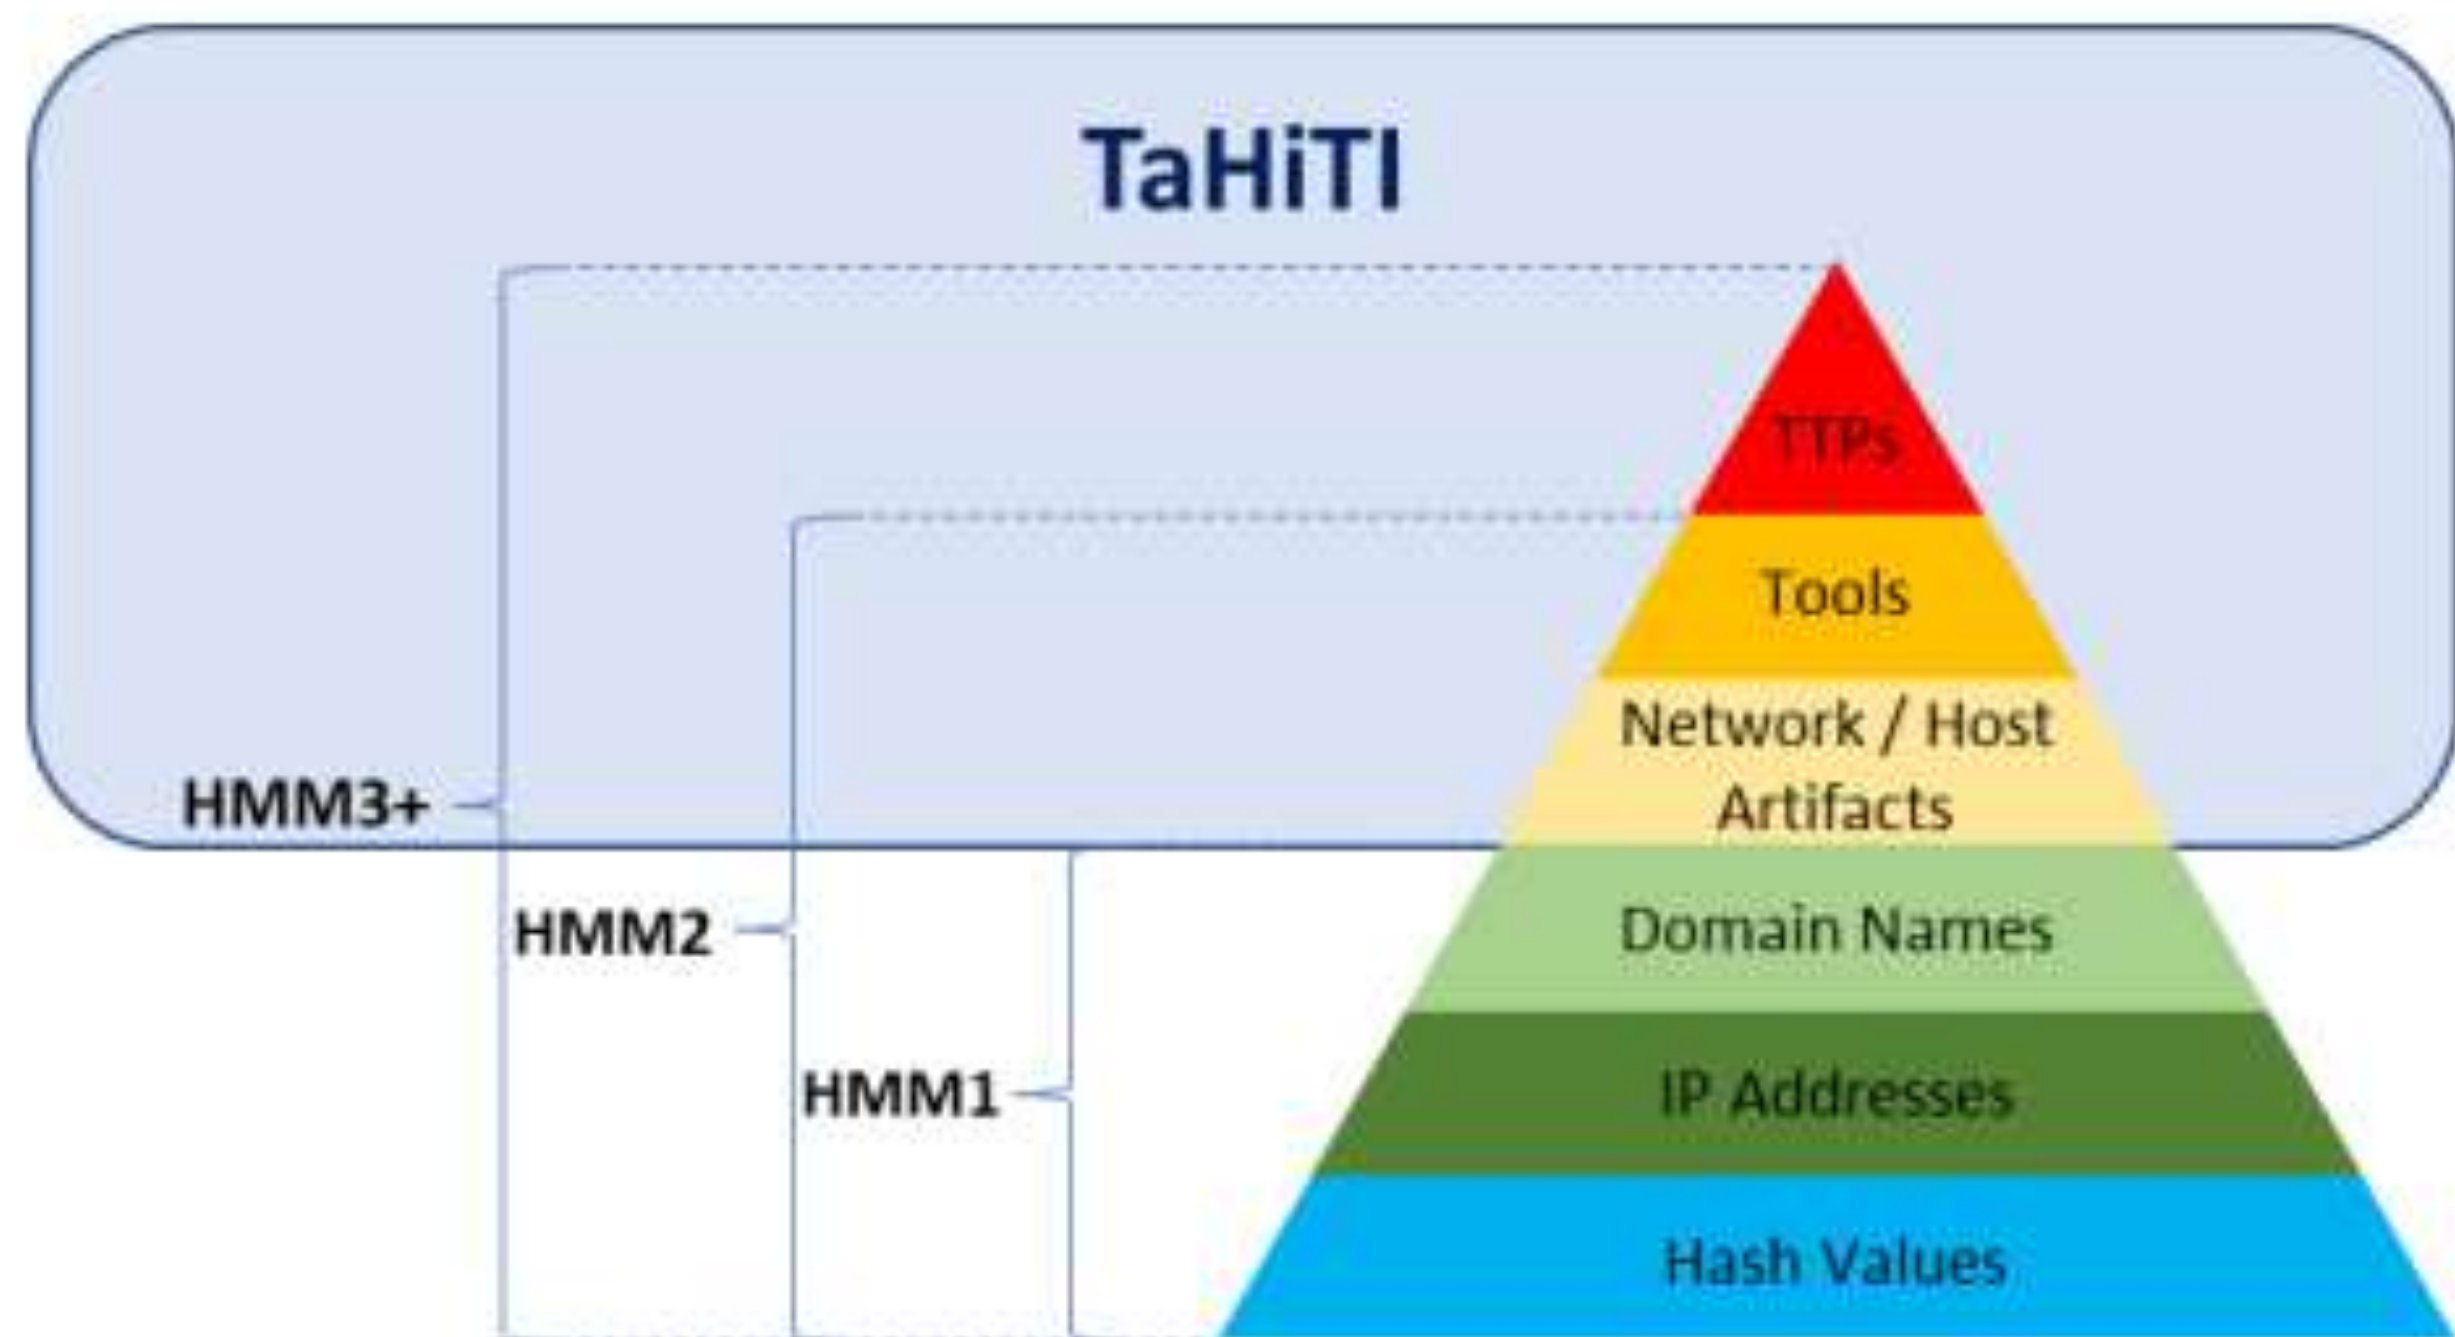 TaHiTI
TTPs
Tools
Network / Host
Artifacts
HMM3+
Domain Names
HMM2
IP Addresses
HMM1
Hash Values